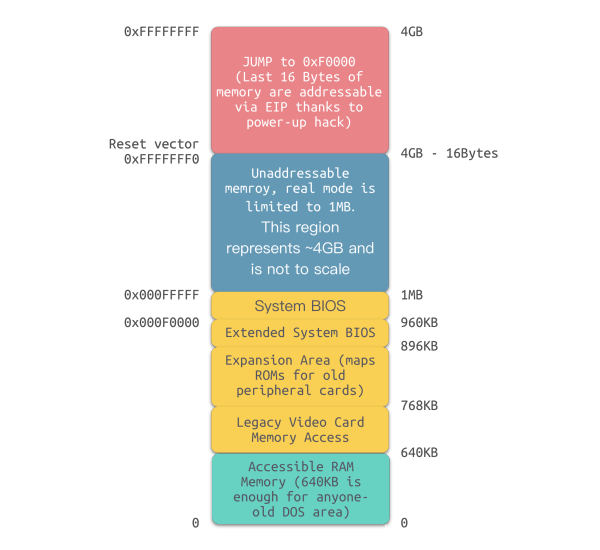 0xFFFFFFFF
4GB
JUMP to 0xF0000
(Last 16 Bytes of
memory are addressable
via EIP thanks to
power-up hack)
Reset vector
0xFFFFFFF0
4GB - 16Bytes
Unaddressable
memroy, real mode is
limited to 1MB.
This region
represents ~4GB and
is not to scale
0x000FFFFF
1MB
System BIOS
0x000F0000
960KB
Extended System BIOS
896KB
Expansion Area (maps
ROMs for old
peripheral cards)
768KB
Legacy Video Card
Memory Access
640KB
Accessible RAM
Memory (640KB is
enough for anyone-
old DOS area)
0
0